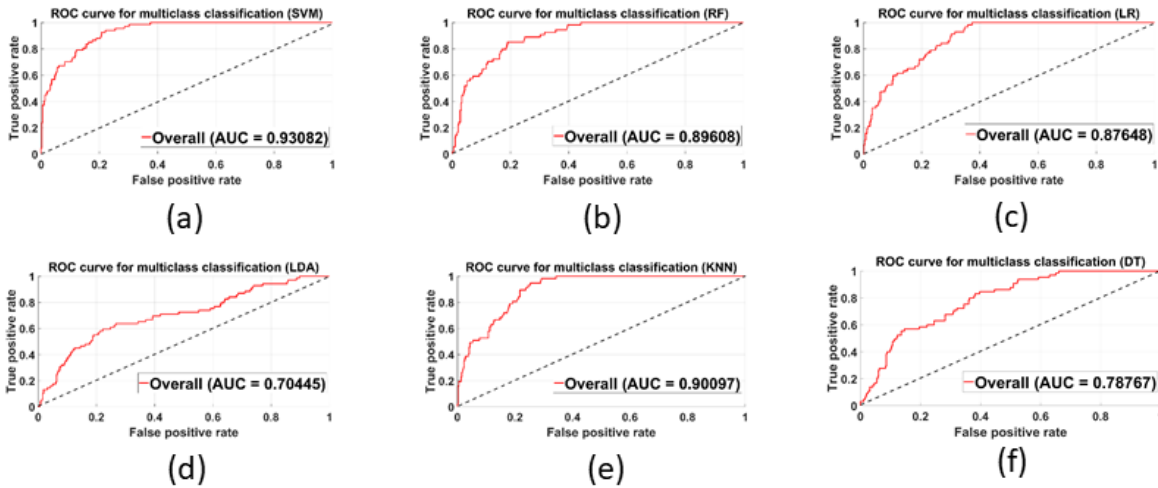 ROC curve for multiclass classification (SVM)
1
0.8
0.6
0.4
0.2
0
True positive rate
Overall (AUC = 0.93082)
0 0.2 0.4 0.6 0.8 1
False positive rate
(a)
ROC curve for multiclass classification (RF)
1
0.8
0.6
0.4
0.2
0
True positive rate
Overall (AUC = 0.89608)
0 0.2 0.4 0.6 0.8 1
False positive rate
(b)
ROC curve for multiclass classification (LR)
1
0.8
0.6
0.4
0.2
0
True positive rate
Overall (AUC = 0.87648)
0 0.2 0.4 0.6 0.8 1
False positive rate
(c)
ROC curve for multiclass classification (LDA)
1
0.8
0.6
0.4
0.2
0
True positive rate
Overall (AUC = 0.70445)
0 0.2 0.4 0.6 0.8 1
False positive rate
(d)
ROC curve for multiclass classification (KNN)
1
0.8
0.6
0.4
0.2
0
True positive rate
Overall (AUC = 0.90097)
0 0.2 0.4 0.6 0.8 1
False positive rate
(e)
ROC curve for multiclass classification (DT)
1
0.8
0.6
0.4
0.2
0
True positive rate
Overall (AUC = 0.78767)
0 0.2 0.4 0.6 0.8
False positive rate
(f)